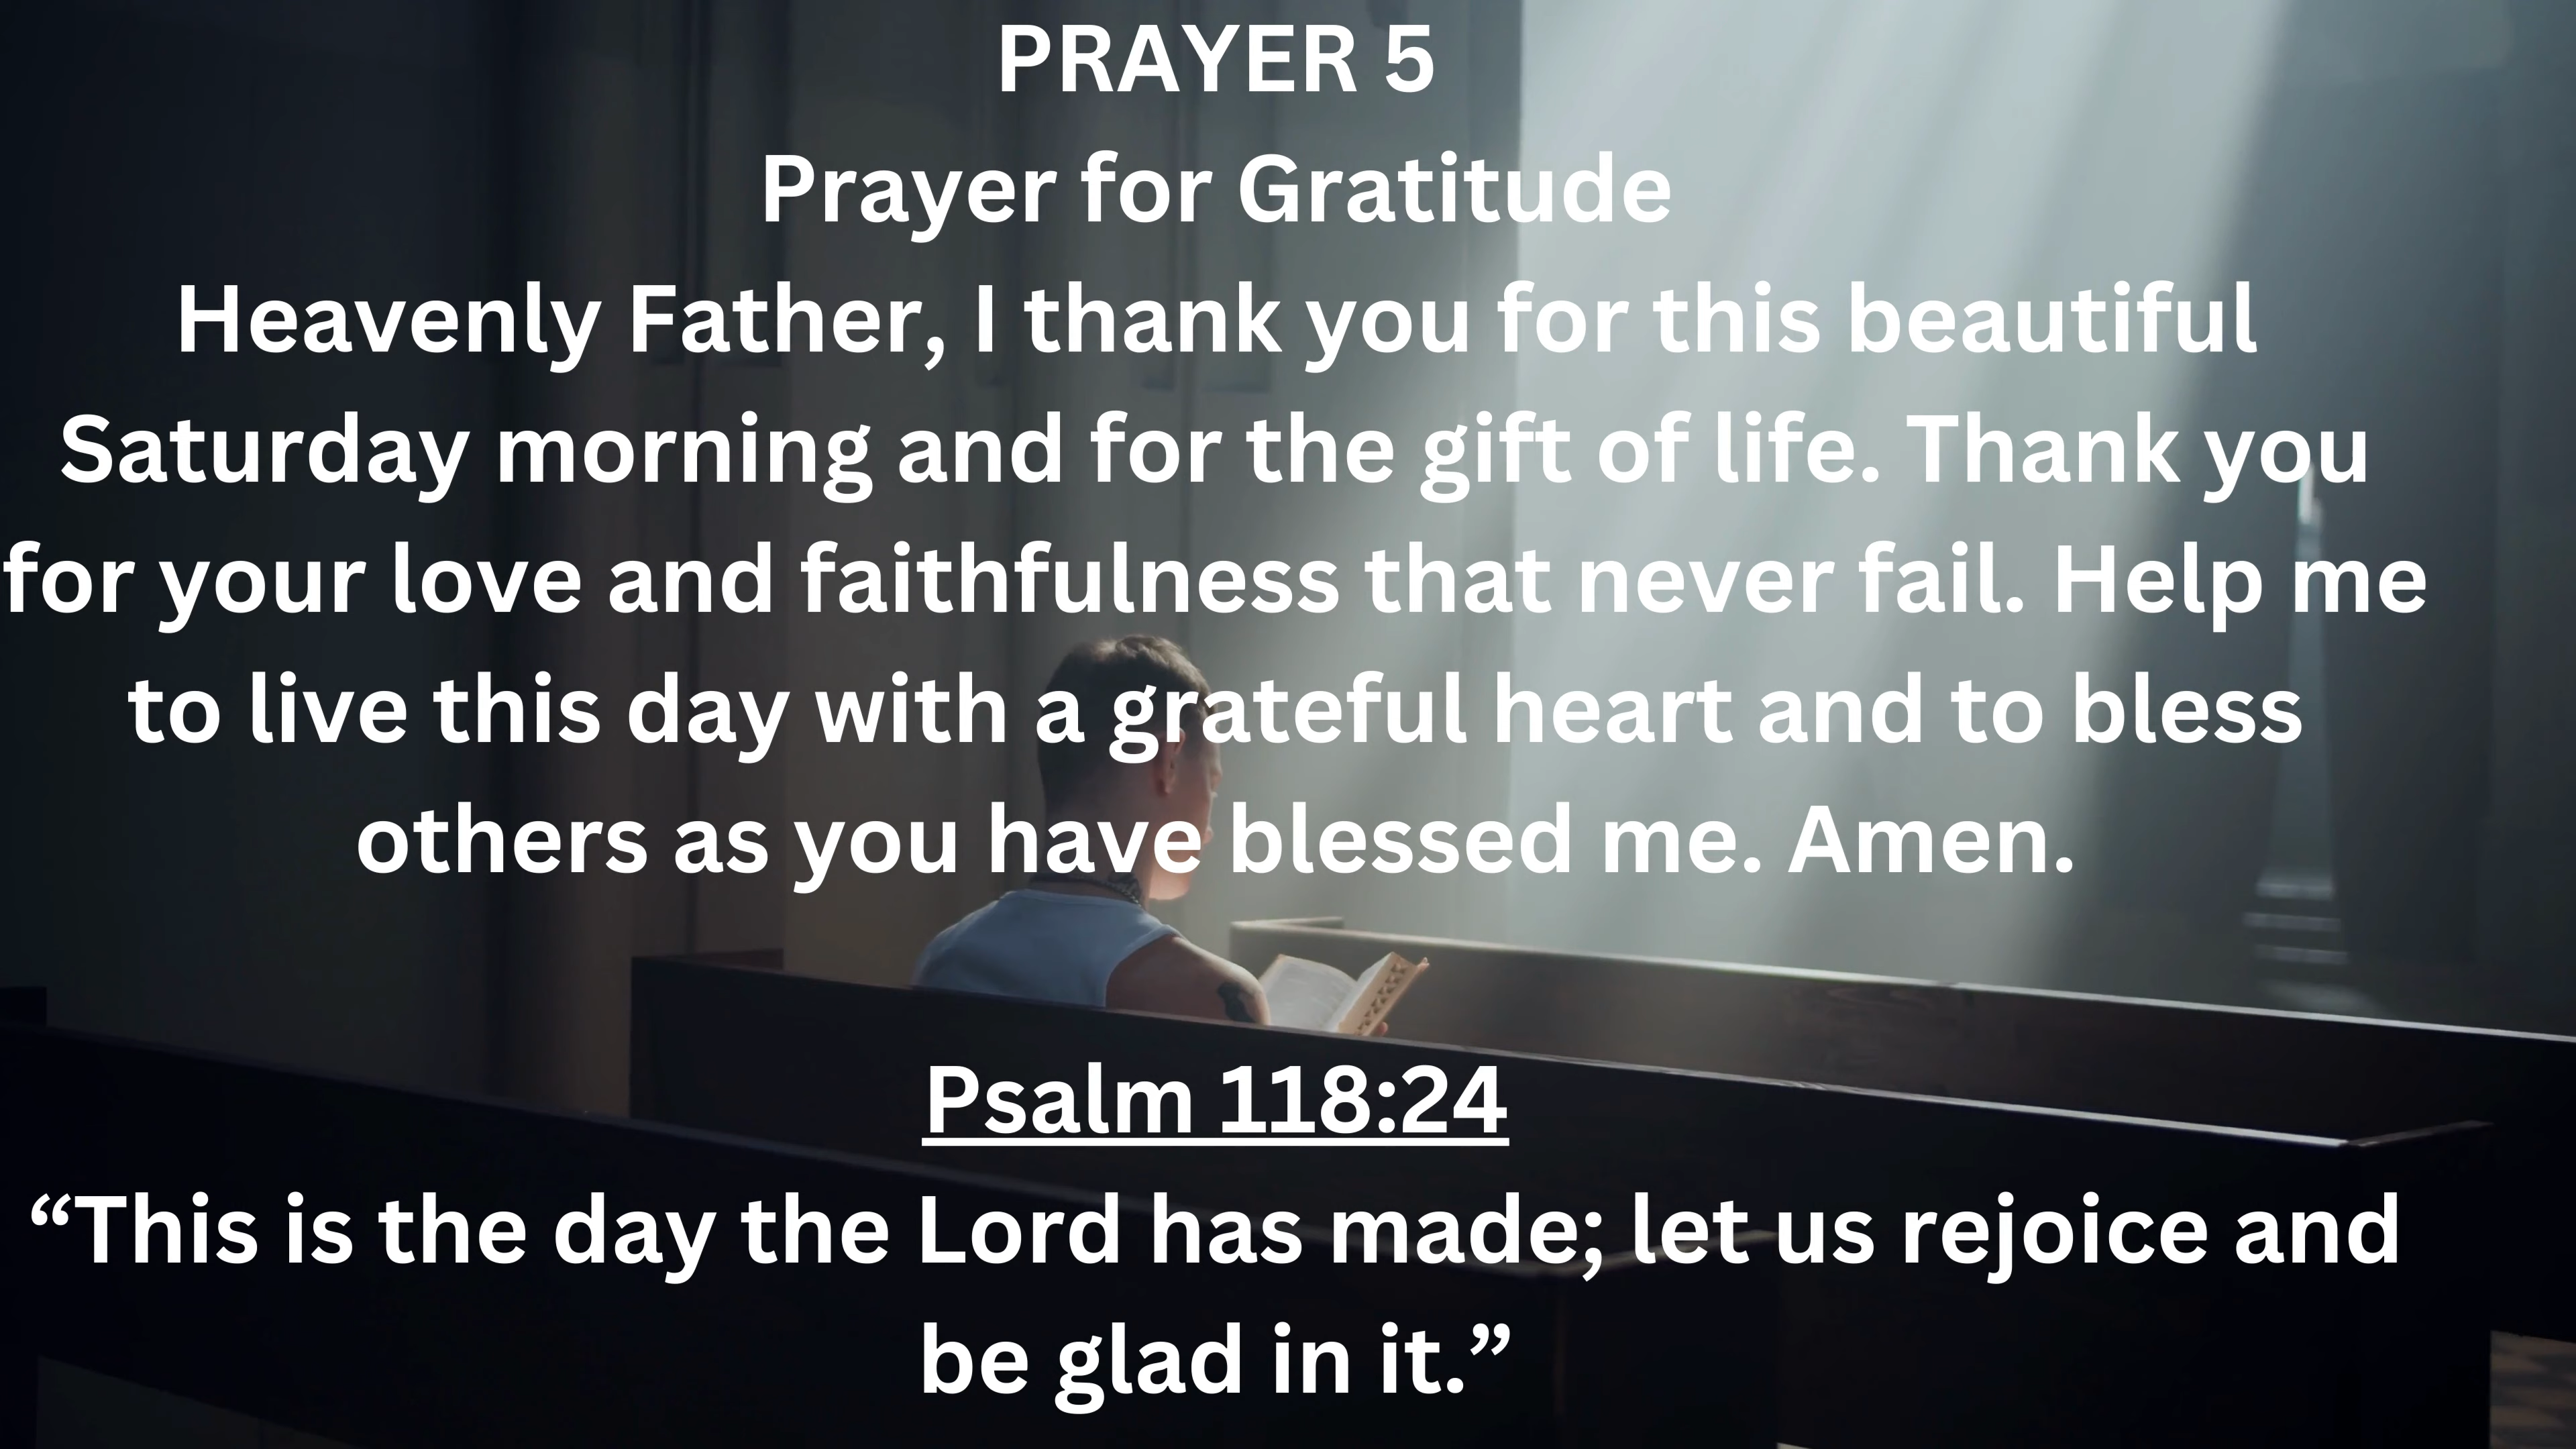 PRAYER 5
Prayer for Gratitude
Heavenly Father, I thank you for this beautiful
Saturday morning and for the gift of life. Thank you
for your love and faithfulness that never fail. Help me
to live this day with a grateful heart and to bless
others as you have blessed me. Amen.
Psalm 118:24
“This is the day the Lord has made; let us rejoice and
be glad in it.”